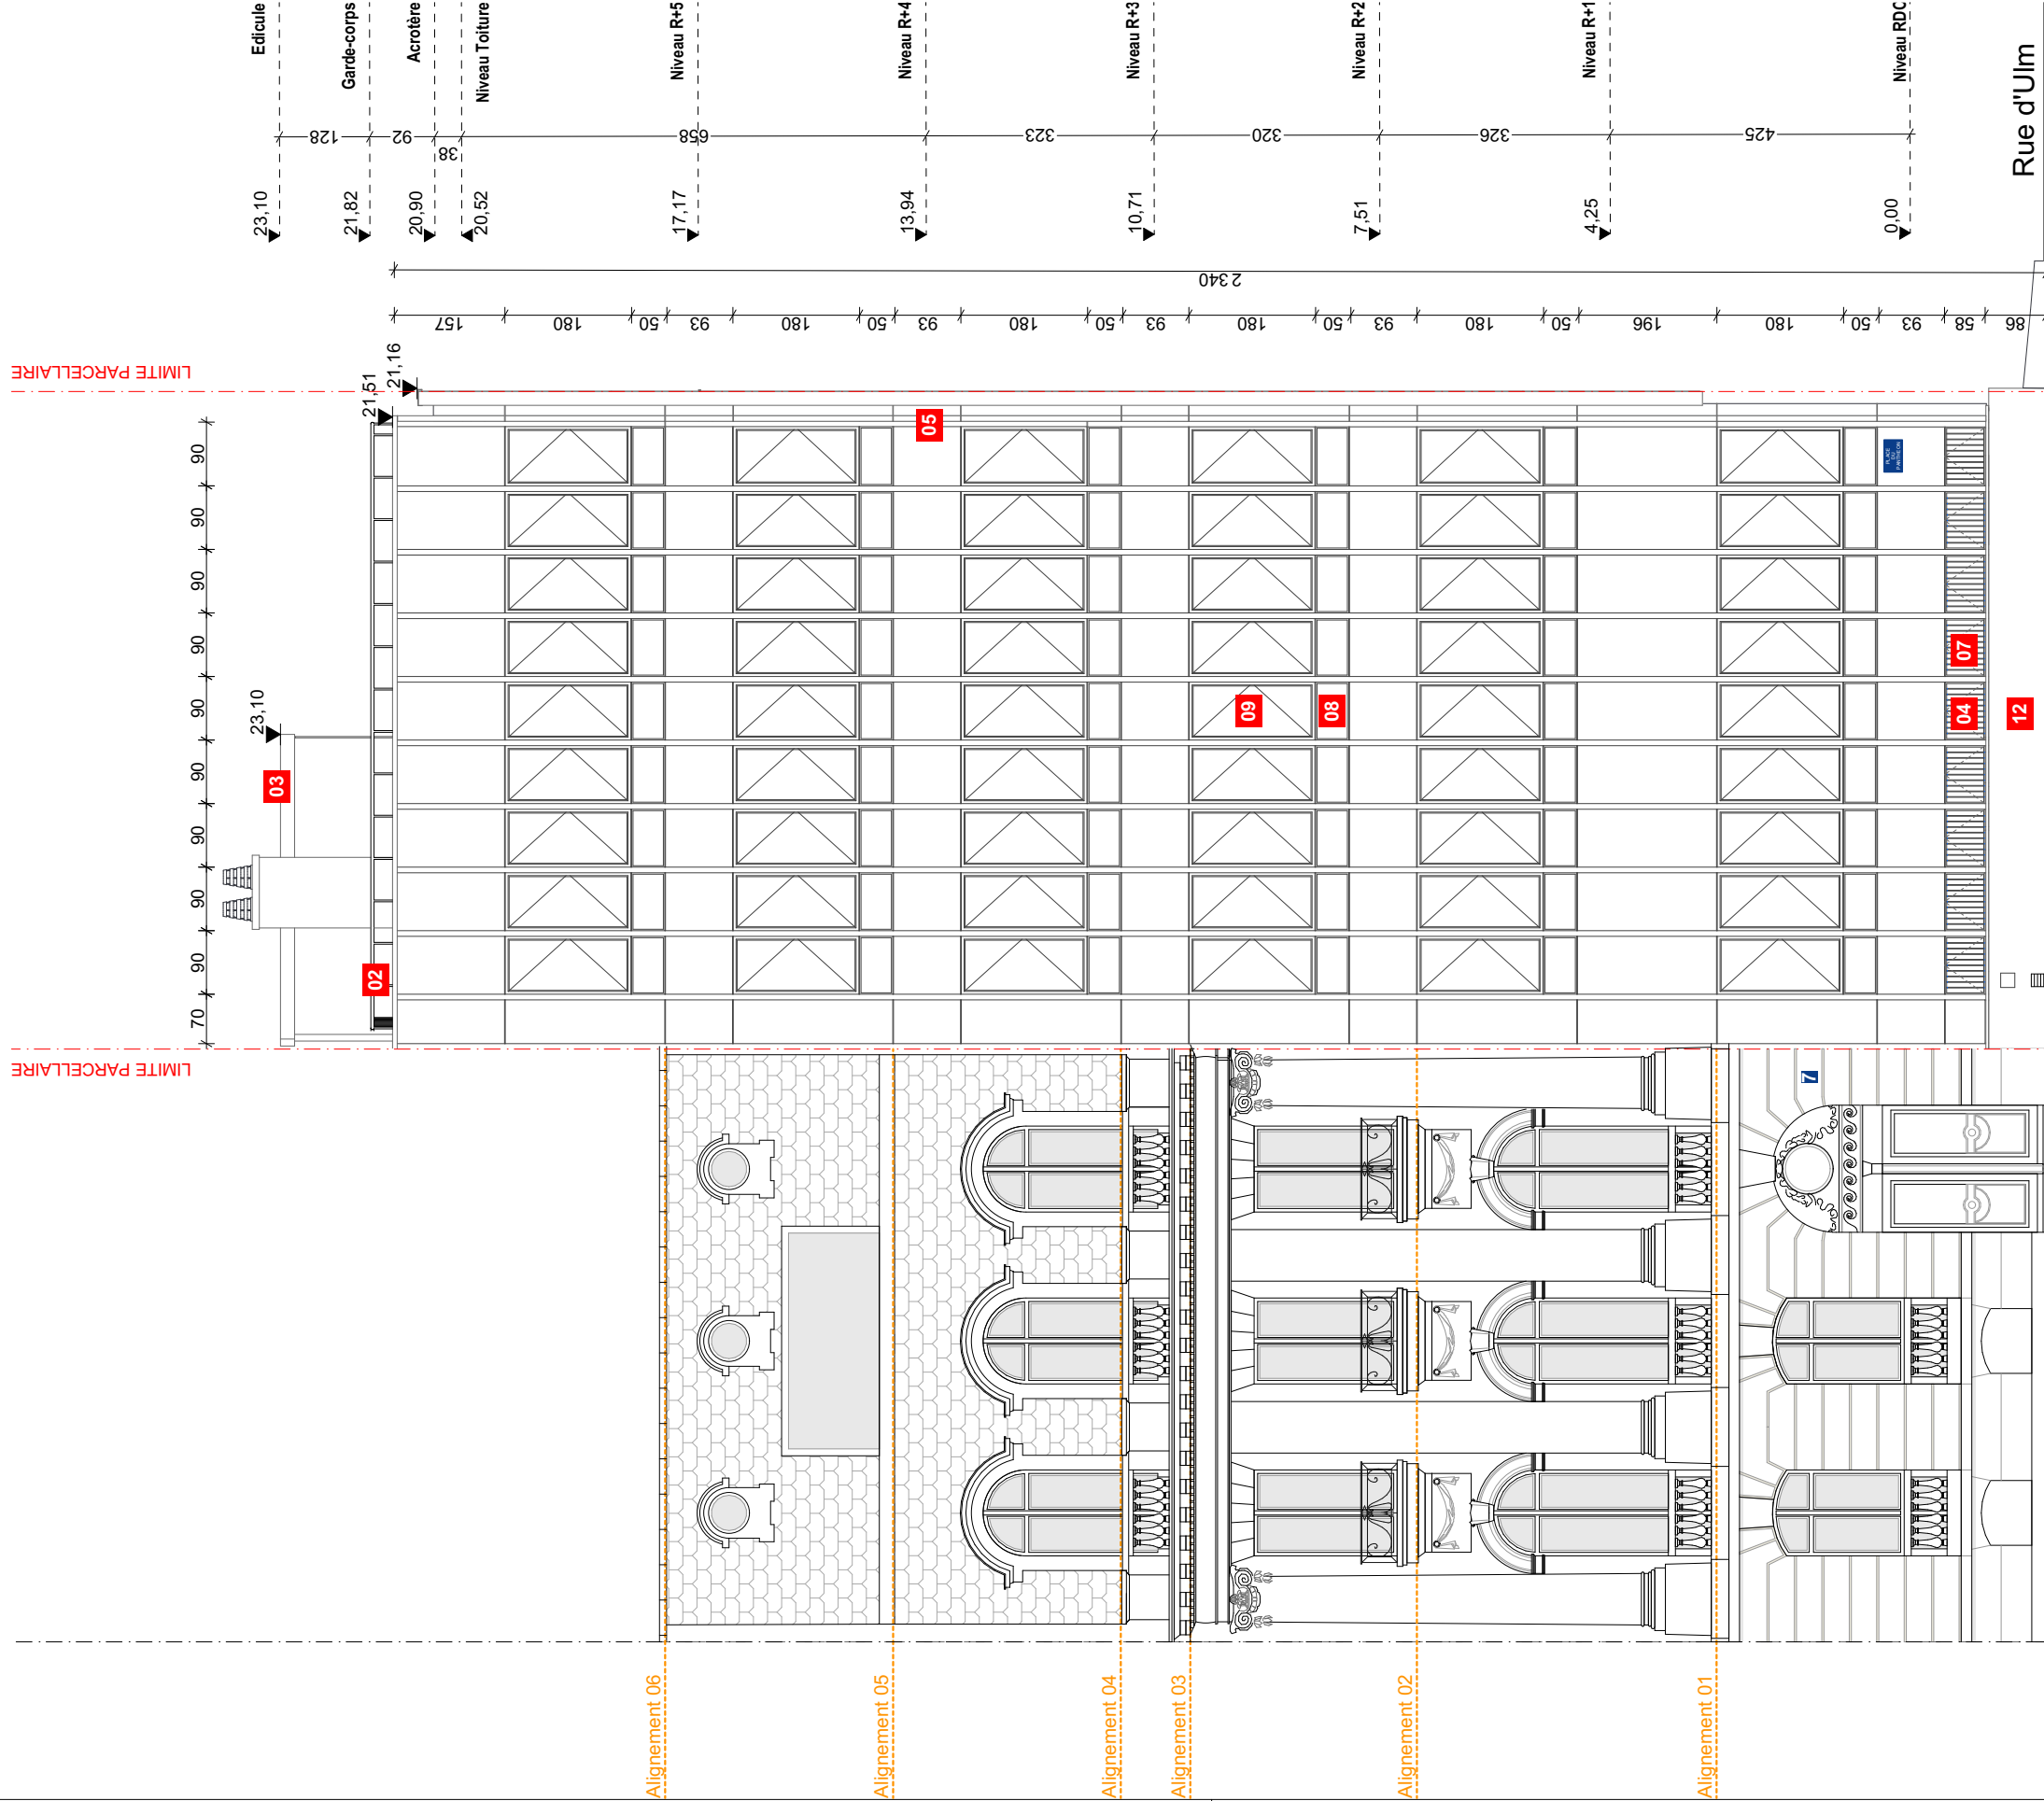 LIMITE PARCELLAIRE
LIMITE PARCELLAIRE
70 90 90 90 90 90 90 90 90 90
23,10
03
02
21,51
21,16
05
09
08
07
04
12
PLACE
DU
PANTHEON
7
157
180
50
93
180
50
93
180
50
93
180
50
93
180
50
196
180
50
93
58
86
2 340
23,10 Edicule
128
21,82 Garde-corps
92
20,90 Acrotère
38
20,52 Niveau Toiture
658
17,17 Niveau R+5
13,94 Niveau R+4
323
10,71 Niveau R+3
320
7,51 Niveau R+2
326
4,25 Niveau R+1
425
0,00 Niveau RDC
Rue d'Ulm
Alignement 06
Alignement 05
Alignement 04
Alignement 03
Alignement 02
Alignement 01